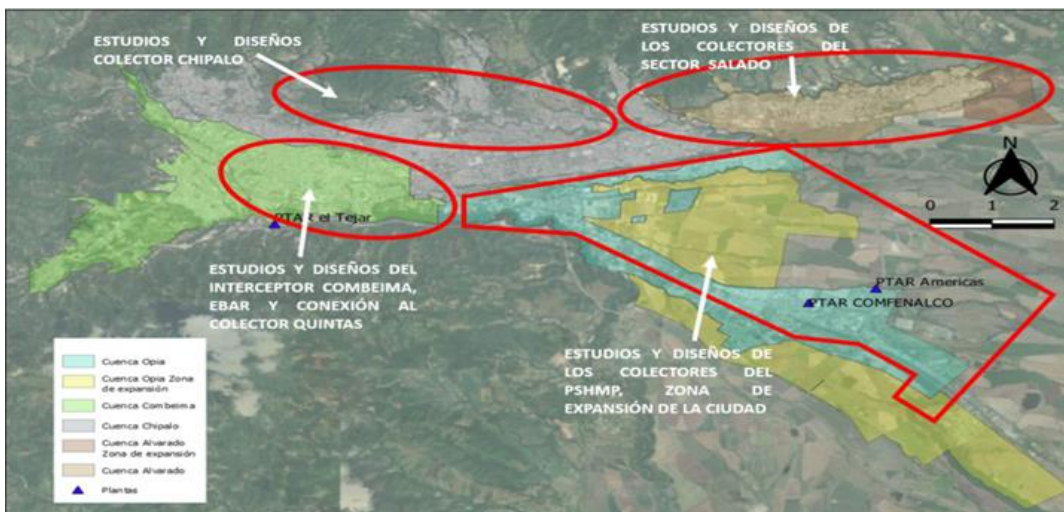 ESTUDIOS Y DISEÑOS
COLECTOR CHIPALO
ESTUDIOS Y DISEÑOS DE
LOS COLECTORES DEL
SECTOR SALADO
N
0 1 2
PTAR el Tejar
ESTUDIOS Y DISEÑOS DEL
INTERCEPTOR COMBEIMA,
EBAR Y CONEXIÓN AL
COLECTOR QUINTAS
PTAR Americas
PTAR COMFENALCO
ESTUDIOS Y DISEÑOS DE
LOS COLECTORES DEL
PSHMP, ZONA DE
EXPANSIÓN DE LA CIUDAD
Cuenca Opia
Cuenca Opia Zona
de expansión
Cuenca Combeima
Cuenca Chipalo
Cuenca Alvarado
Zona de expansión
Cuenca Alvarado
Plantas